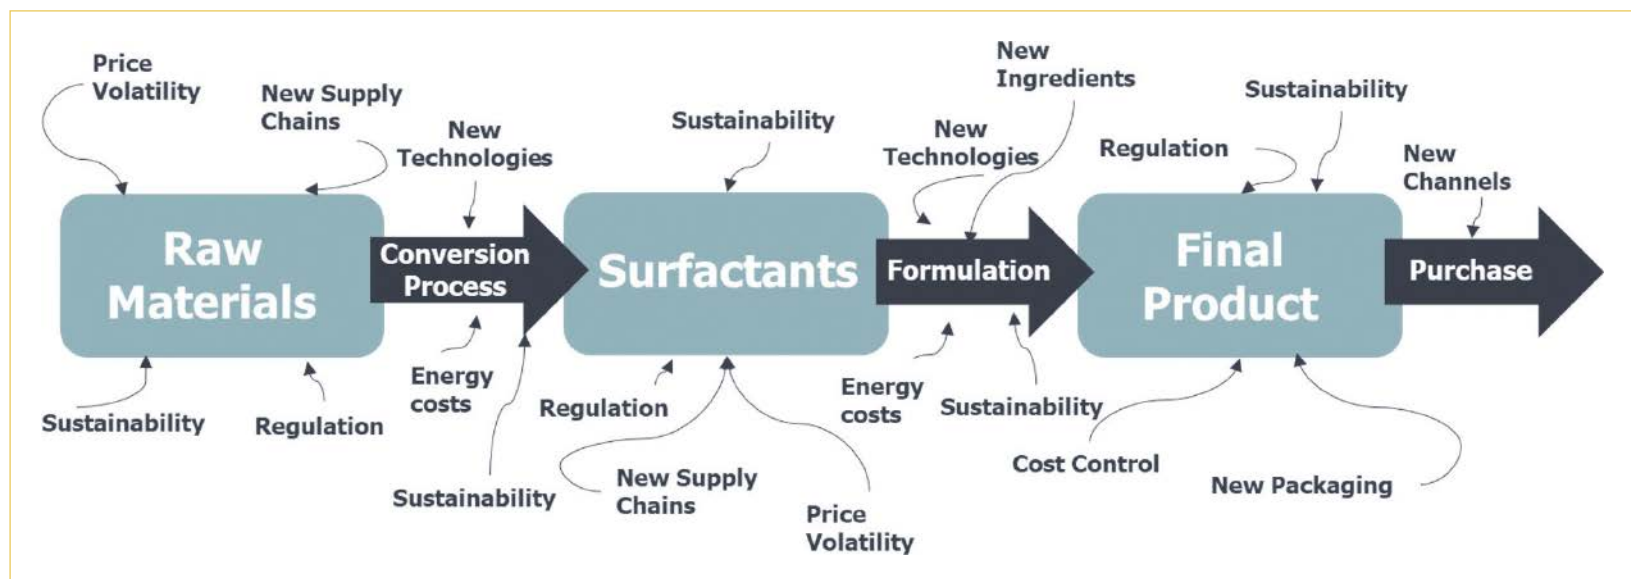 Price
Volatility
New Supply
Chains
New
Technologies
Sustainability
New
Ingredients
New
Technologies
Regulation
Sustainability
New
Channels
Raw
Materials
Conversion
Process
Surfactants
Formulation
Final
Product
Purchase
Sustainability
Regulation
Energy
costs
Sustainability
Regulation
New Supply
Chains
Price
Volatility
Energy
costs
Sustainability
Cost Control
New Packaging